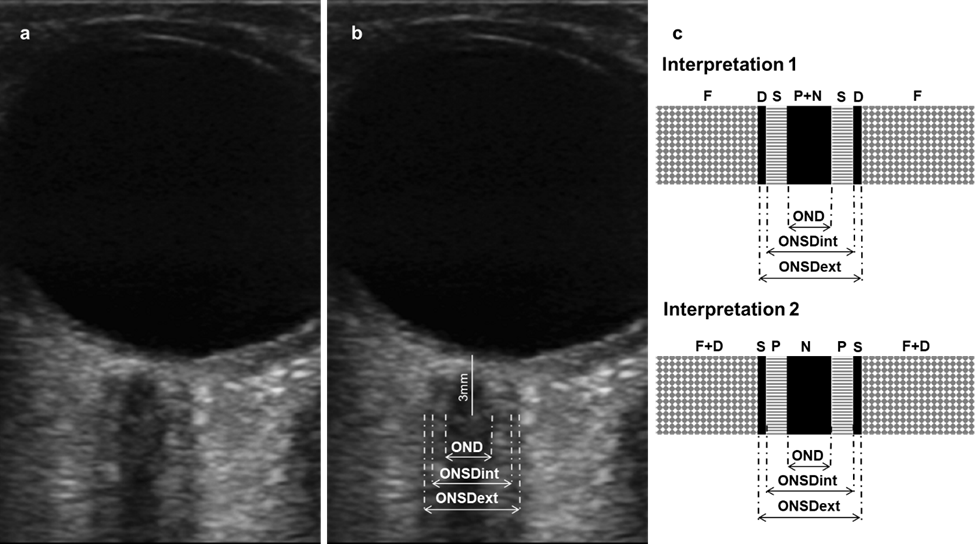 a
b
3mm
OND
ONSDint
ONSDext
c
Interpretation 1
F D S P+N S D F
OND
ONSDint
ONSDext
Interpretation 2
F+D S P N P S F+D
OND
ONSDint
ONSDext